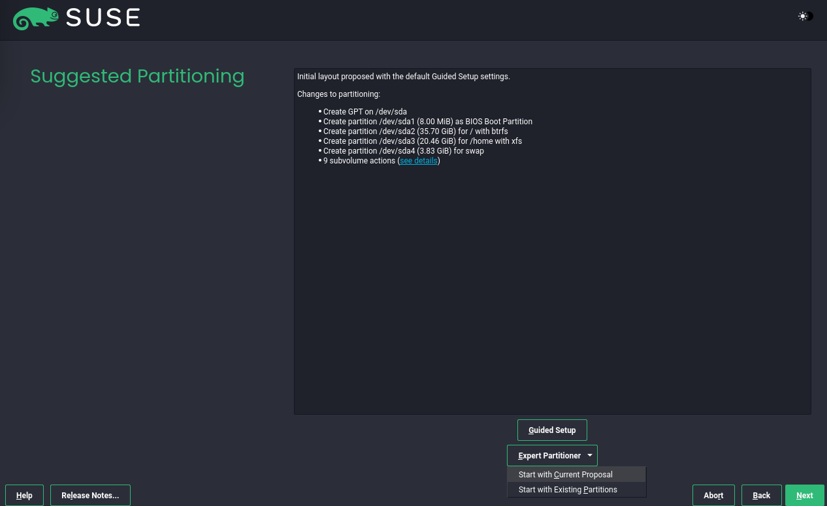 SUSE
Suggested Partitioning
Initial layout proposed with the default Guided Setup settings.
Changes to partitioning:
• Create GPT on /dev/sda
• Create partition /dev/sda1 (8.00 MiB) as BIOS Boot Partition
• Create partition /dev/sda2 (35.70 GiB) for / with btrfs
• Create partition /dev/sda3 (20.46 GiB) for /home with xfs
• Create partition /dev/sda4 (3.83 GiB) for swap
• 9 subvolume actions (see details)
Guided Setup
Expert Partitioner
Start with Current Proposal
Start with Existing Partitions
Help
Release Notes...
Abort
Back
Next